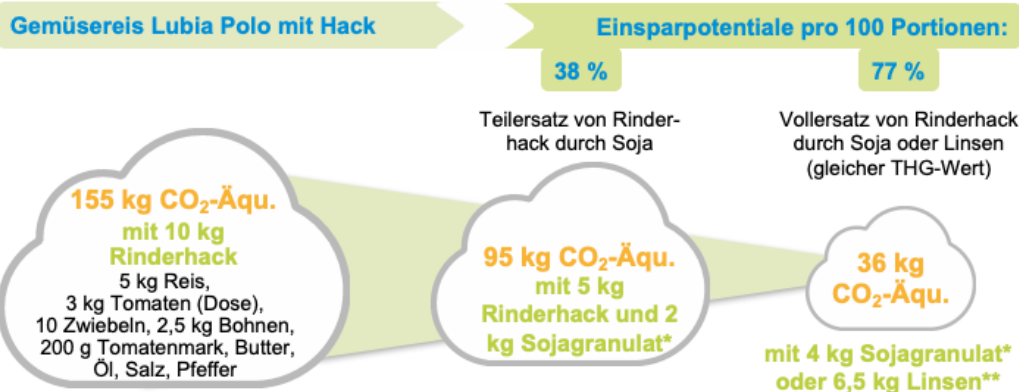 Gemüsereis Lubia Polo mit Hack
Einsparpotentiale pro 100 Portionen:
38 %
77 %
Teilersatz von Rinder-
hack durch Soja
Vollersatz von Rinderhack
durch Soja oder Linsen
(gleicher THG-Wert)
155 kg CO₂-Äqu.
mit 10 kg
Rinderhack
5 kg Reis,
3 kg Tomaten (Dose),
10 Zwiebeln, 2,5 kg Bohnen,
200 g Tomatenmark, Butter,
Öl, Salz, Pfeffer
95 kg CO₂-Äqu.
mit 5 kg
Rinderhack und 2
kg Sojagranulat*
36 kg
CO₂-Äqu.
mit 4 kg Sojagranulat*
oder 6,5 kg Linsen**